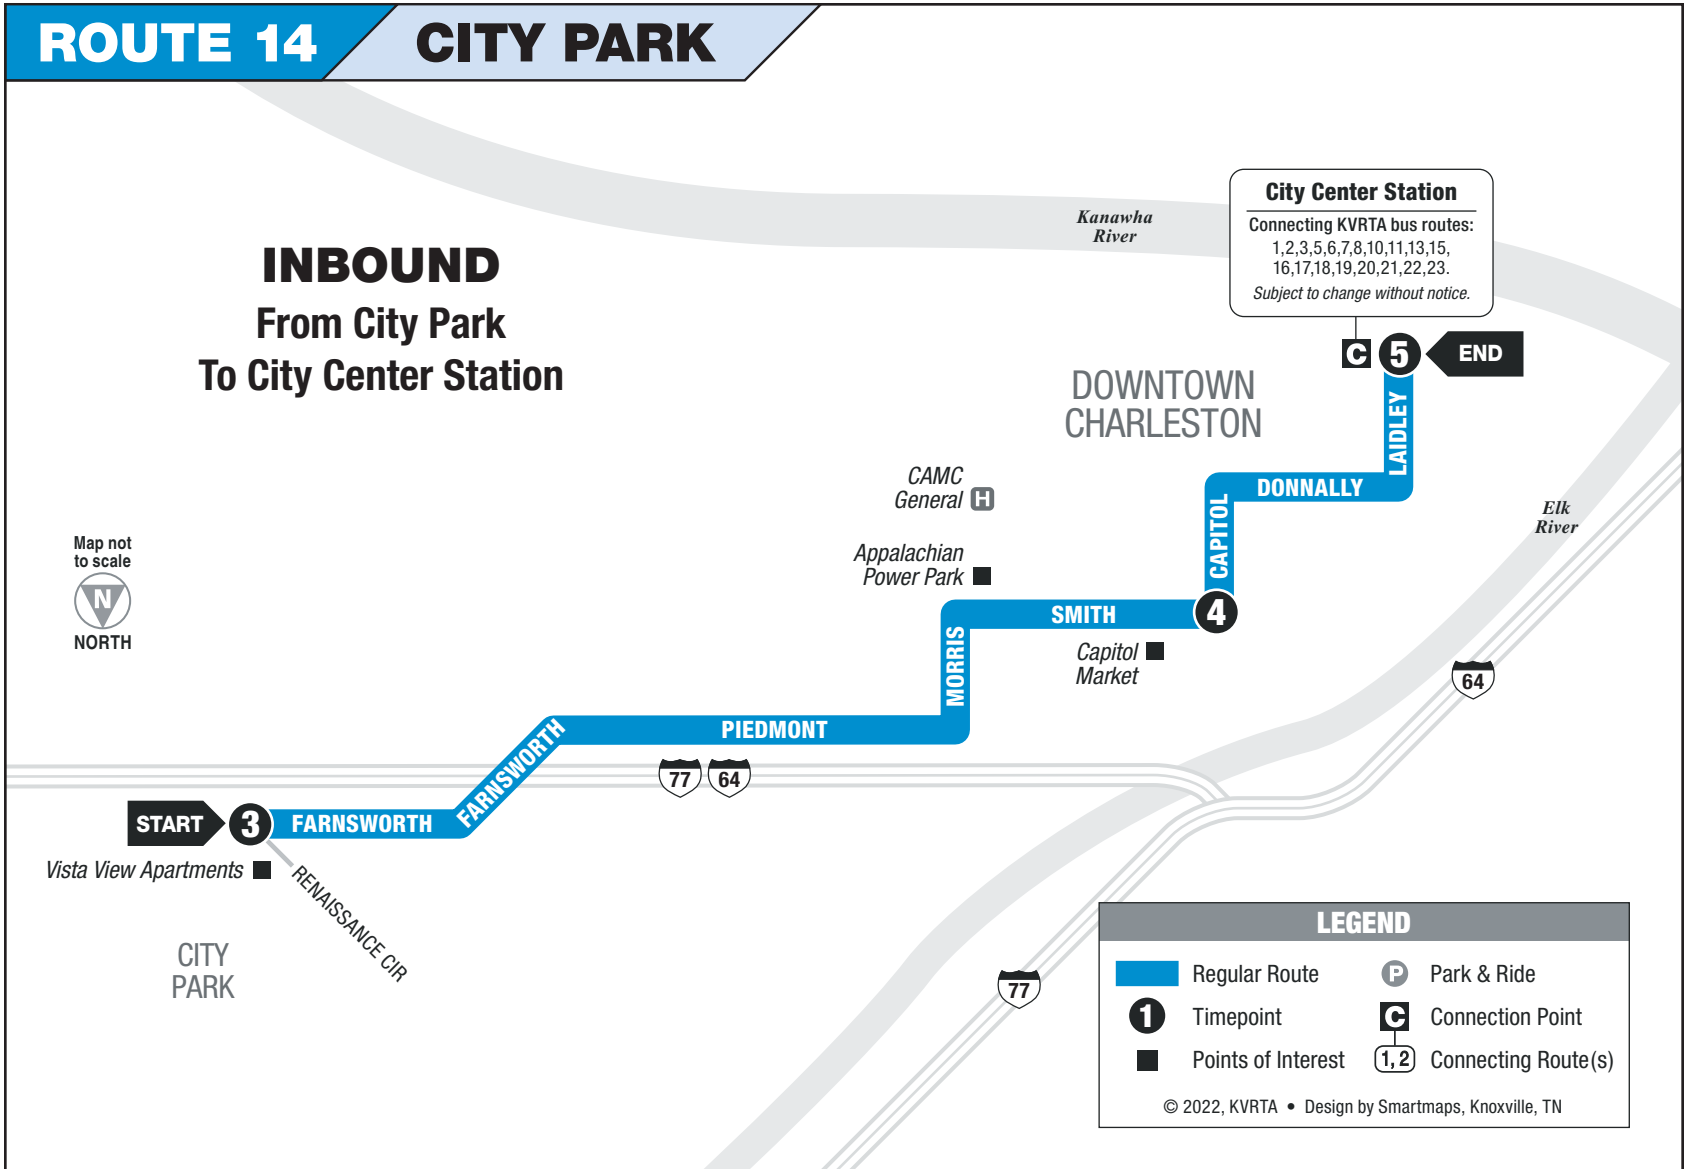 ROUTE 14
CITY PARK
INBOUND
From City Park
To City Center Station
Kanawha
River
City Center Station
Connecting KVRTA bus routes:
1,2,3,5,6,7,8,10,11,13,15,
16,17,18,19,20,21,22,23.
Subject to change without notice.
C
5
END
DOWNTOWN
CHARLESTON
LAIDLEY
DONNALLY
CAPITOL
CAMC
General H
Elk
River
Appalachian
Power Park
Map not
to scale
N
NORTH
SMITH
4
MORRIS
Capitol
Market
64
PIEDMONT
FARNSWORTH
77
64
START
3
FARNSWORTH
Vista View Apartments
RENAISSANCE CIR
CITY
PARK
77
LEGEND
Regular Route
P Park & Ride
1 Timepoint
C Connection Point
Points of Interest
1, 2 Connecting Route(s)
© 2022, KVRTA • Design by Smartmaps, Knoxville, TN